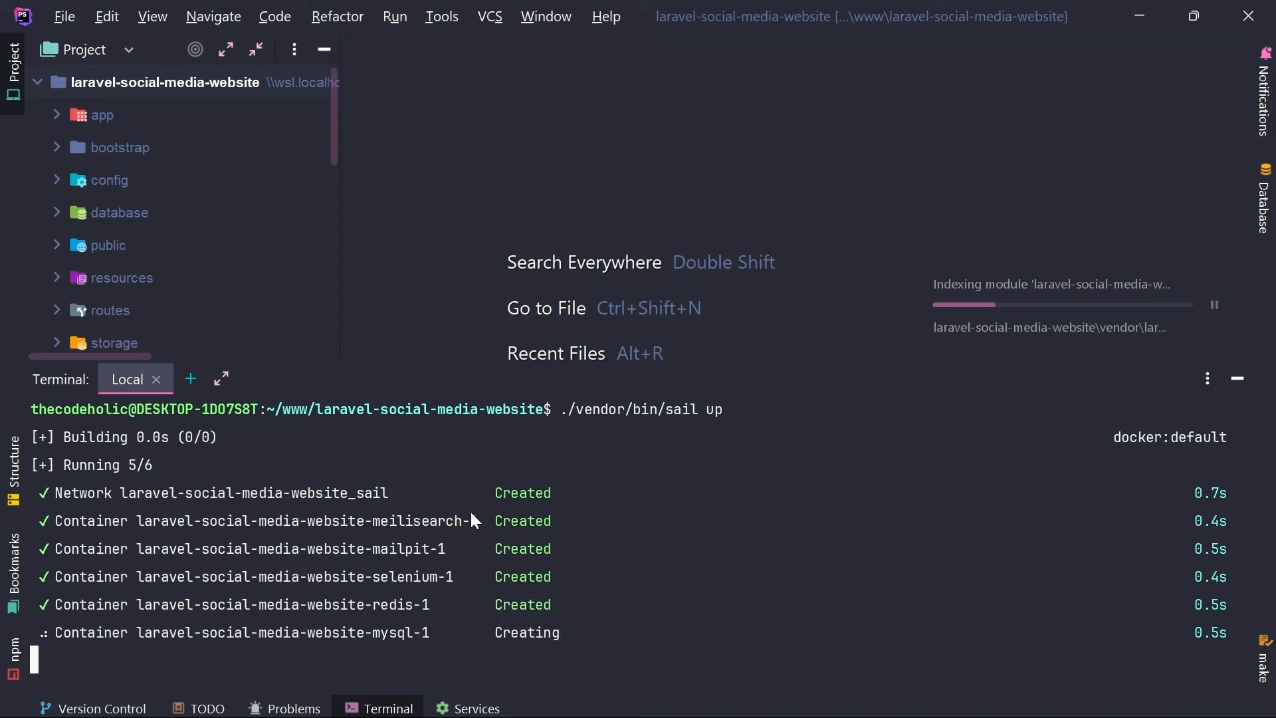 PS File Edit View Navigate Code Refactor Run Tools VCS Window Help laravel-social-media-website [...\www\laravel-social-media-website]
Project
Project
laravel-social-media-website \\wsl.localho
app
bootstrap
config
database
public
resources
routes
storage
Search Everywhere Double Shift
Go to File Ctrl+Shift+N
Recent Files Alt+R
Indexing module 'laravel-social-media-w...
laravel-social-media-website\vendor\lar...
Notifications
Database
Terminal: Local
thecodeholic@DESKTOP-1DO7S8T:~/www/laravel-social-media-website$ ./vendor/bin/sail up
[+] Building 0.0s (0/0) docker:default
[+] Running 5/6
✓ Network laravel-social-media-website_sail Created 0.7s
✓ Container laravel-social-media-website-meilisearch- Created 0.4s
✓ Container laravel-social-media-website-mailpit-1 Created 0.5s
✓ Container laravel-social-media-website-selenium-1 Created 0.4s
✓ Container laravel-social-media-website-redis-1 Created 0.5s
Container laravel-social-media-website-mysql-1 Creating 0.5s
Structure
Bookmarks
npm
make
Version Control TODO Problems Terminal Services